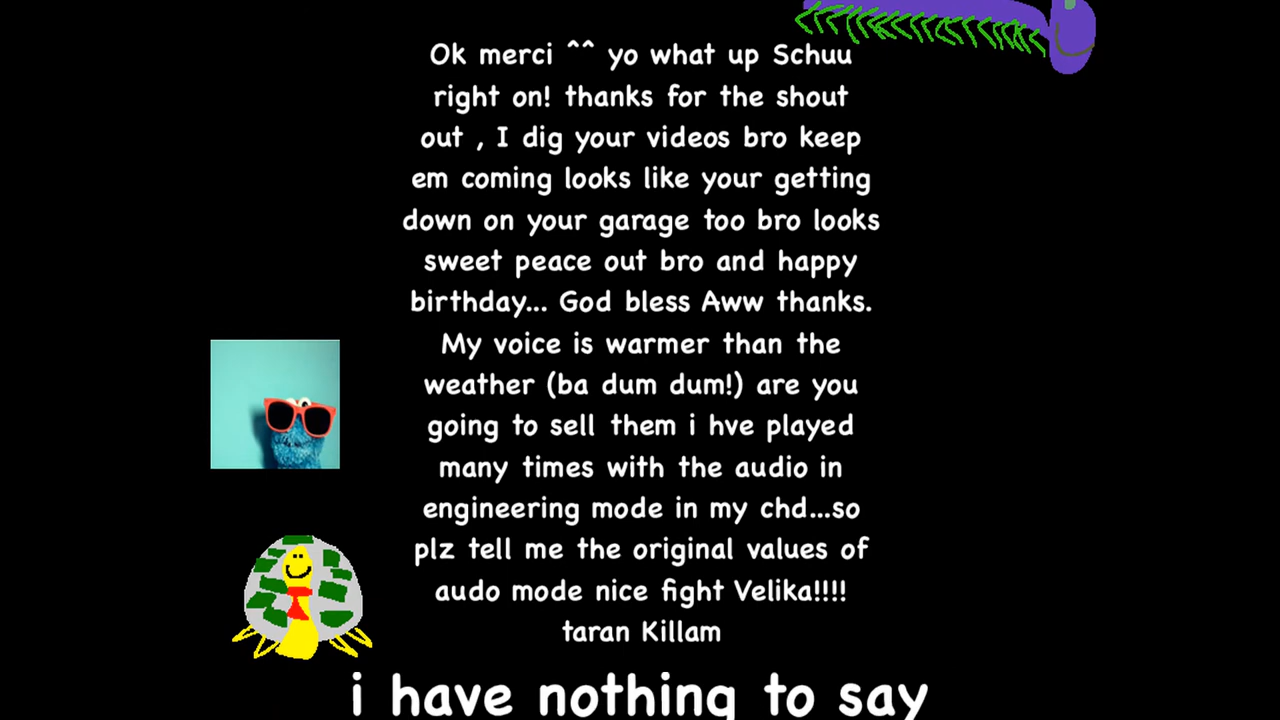 Ok merci ^^ yo what up Schuu
right on! thanks for the shout
out , I dig your videos bro keep
em coming looks like your getting
down on your garage too bro looks
sweet peace out bro and happy
birthday... God bless Aww thanks.
My voice is warmer than the
weather (ba dum dum!) are you
going to sell them i hve played
many times with the audio in
engineering mode in my chd...so
plz tell me the original values of
audo mode nice fight Velika!!!!
taran Killam
i have nothing to say